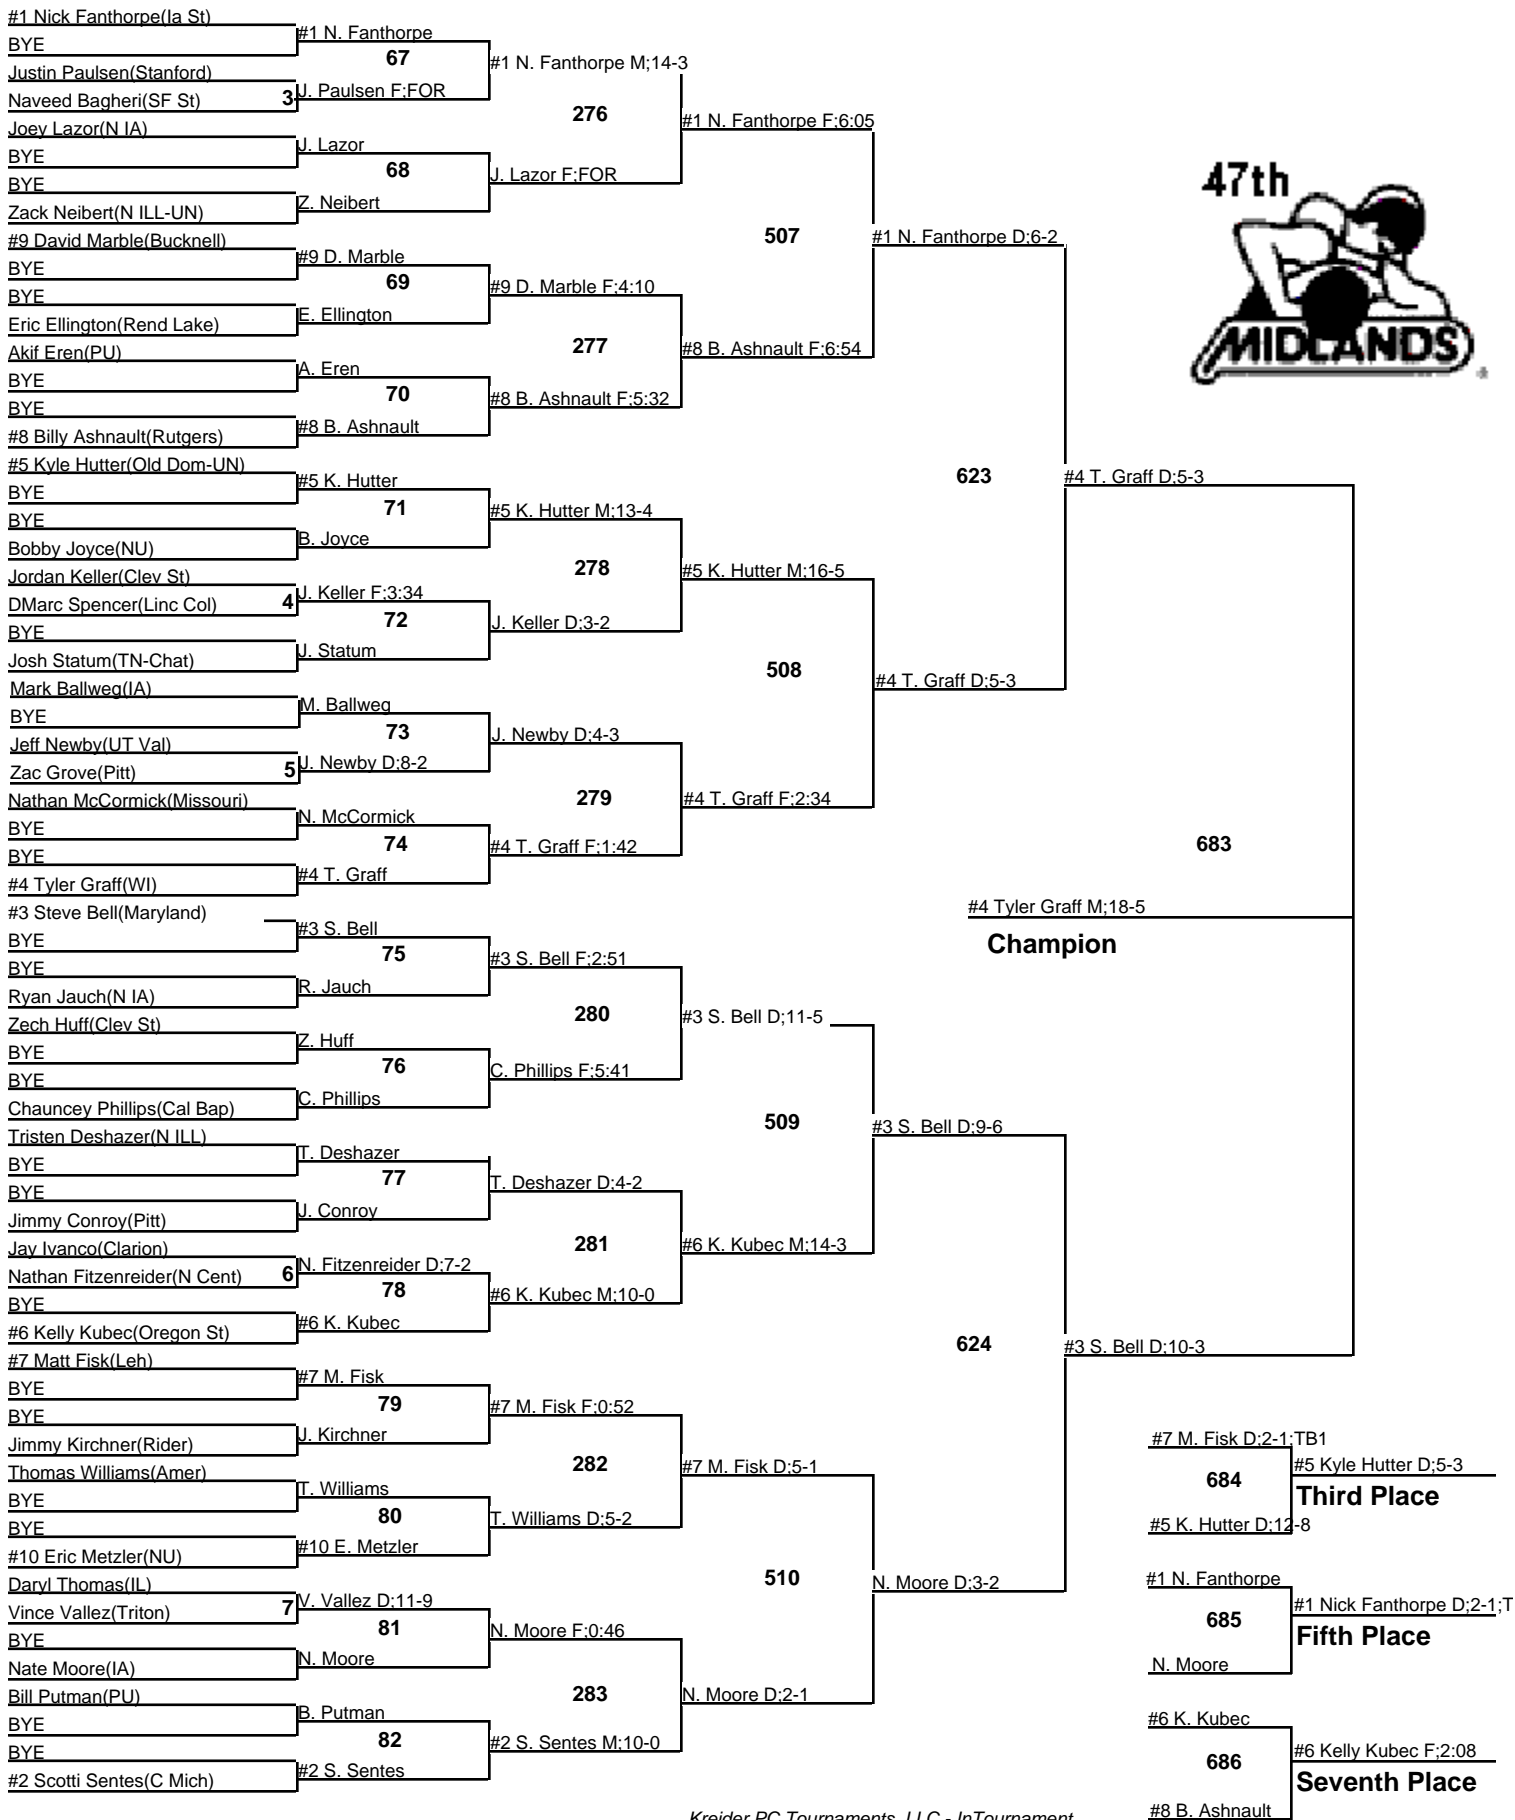 #1 Nick Fanthorpe(Ia St)
BYE
Justin Paulsen(Stanford)
Naveed Bagheri(SF St)
3
Joey Lazor(N IA)
BYE
BYE
Zack Neibert(N ILL-UN)
#9 David Marble(Bucknell)
BYE
BYE
Eric Ellington(Rend Lake)
Akif Eren(PU)
BYE
BYE
#8 Billy Ashnault(Rutgers)
#5 Kyle Hutter(Old Dom-UN)
BYE
BYE
Bobby Joyce(NU)
Jordan Keller(Clev St)
DMarc Spencer(Linc Col)
4
BYE
Josh Statum(TN-Chat)
Mark Ballweg(IA)
BYE
Jeff Newby(UT Val)
Zac Grove(Pitt)
5
Nathan McCormick(Missouri)
BYE
BYE
#4 Tyler Graff(WI)
#3 Steve Bell(Maryland)
BYE
BYE
Ryan Jauch(N IA)
Zech Huff(Clev St)
BYE
BYE
Chauncey Phillips(Cal Bap)
Tristen Deshazer(N ILL)
BYE
BYE
Jimmy Conroy(Pitt)
Jay Ivanco(Clarion)
Nathan Fitzenreider(N Cent)
6
BYE
#6 Kelly Kubec(Oregon St)
#7 Matt Fisk(Leh)
BYE
BYE
Jimmy Kirchner(Rider)
Thomas Williams(Amer)
BYE
BYE
#10 Eric Metzler(NU)
Daryl Thomas(IL)
Vince Vallez(Triton)
7
BYE
Nate Moore(IA)
Bill Putman(PU)
BYE
BYE
#2 Scotti Sentes(C Mich)
#1 N. Fanthorpe
67
J. Paulsen F;FOR
J. Lazor
68
Z. Neibert
#9 D. Marble
69
E. Ellington
A. Eren
70
#8 B. Ashnault
#5 K. Hutter
71
B. Joyce
J. Keller F;3:34
72
J. Statum
M. Ballweg
73
J. Newby D;8-2
N. McCormick
74
#4 T. Graff
#3 S. Bell
75
R. Jauch
Z. Huff
76
C. Phillips
T. Deshazer
77
J. Conroy
N. Fitzenreider D;7-2
78
#6 K. Kubec
#7 M. Fisk
79
J. Kirchner
T. Williams
80
#10 E. Metzler
V. Vallez D;11-9
81
N. Moore
B. Putman
82
#2 S. Sentes
#1 N. Fanthorpe M;14-3
276
J. Lazor F;FOR
#9 D. Marble F;4:10
277
#8 B. Ashnault F;5:32
#5 K. Hutter M;13-4
278
J. Keller D;3-2
J. Newby D;4-3
279
#4 T. Graff F;1:42
#3 S. Bell F;2:51
280
C. Phillips F;5:41
T. Deshazer D;4-2
281
#6 K. Kubec M;10-0
#7 M. Fisk F;0:52
282
T. Williams D;5-2
N. Moore F;0:46
283
#2 S. Sentes M;10-0
#1 N. Fanthorpe F;6:05
507
#8 B. Ashnault F;6:54
#5 K. Hutter M;16-5
508
#4 T. Graff F;2:34
#3 S. Bell D;11-5
509
#6 K. Kubec M;14-3
#7 M. Fisk D;5-1
510
N. Moore D;2-1
#1 N. Fanthorpe D;6-2
623
#4 T. Graff D;5-3
#3 S. Bell D;9-6
624
N. Moore D;3-2
#4 T. Graff D;5-3
683
#3 S. Bell D;10-3
#4 Tyler Graff M;18-5
Champion
47th
MIDLANDS
#7 M. Fisk D;2-1;TB1
684
#5 K. Hutter D;12-8
#5 Kyle Hutter D;5-3
Third Place
#1 N. Fanthorpe
685
N. Moore
#1 Nick Fanthorpe D;2-1;T
Fifth Place
#6 K. Kubec
686
#8 B. Ashnault
#6 Kelly Kubec F;2:08
Seventh Place
Kreider PC Tournaments, LLC - InTournament